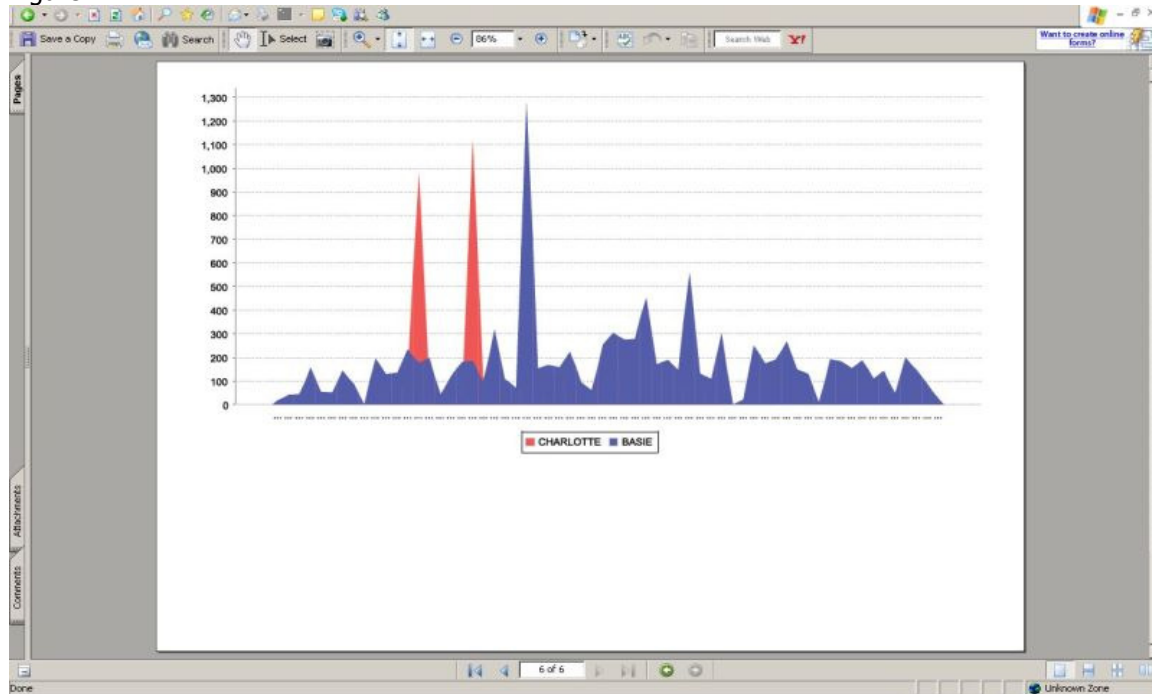 Save a Copy Search Select 86% Search Web Y!
Want to create online
forms?
Pages
1,300
1,200
1,100
1,000
900
800
700
600
500
400
300
200
100
0
CHARLOTTE BASIE
Attachments
Comments
6 of 6
Done Unknown Zone